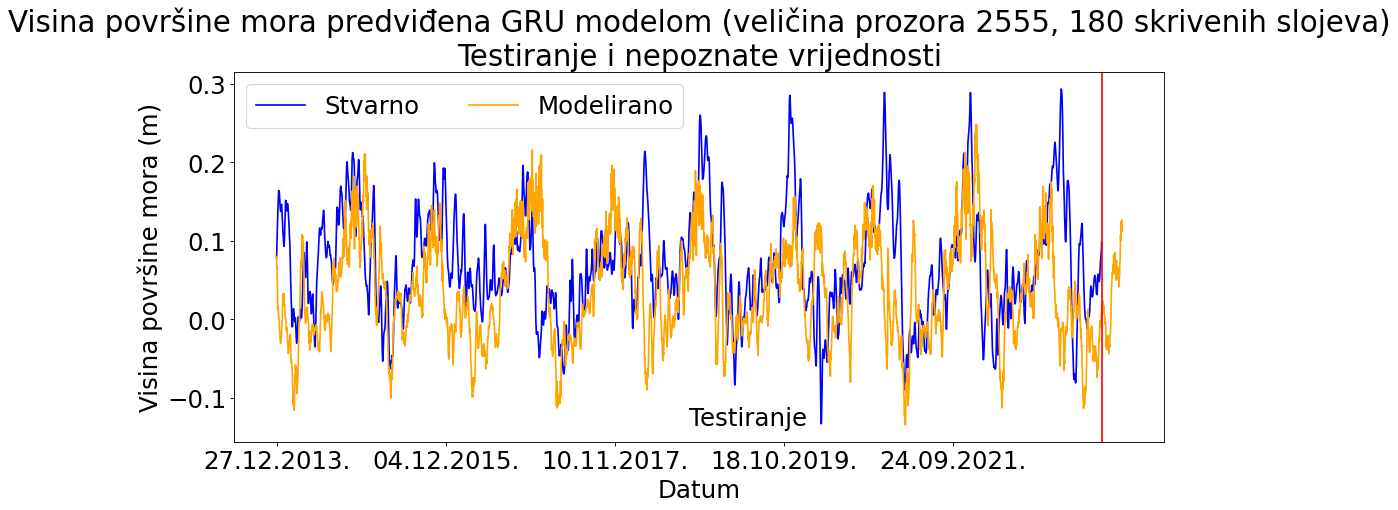 Visina površine mora predviđena GRU modelom (veličina prozora 2555, 180 skrivenih slojeva)
Testiranje i nepoznate vrijednosti
Stvarno
Modelirano
Visina površine mora (m)
0.3
0.2
0.1
0.0
−0.1
Testiranje
27.12.2013. 04.12.2015. 10.11.2017. 18.10.2019. 24.09.2021.
Datum